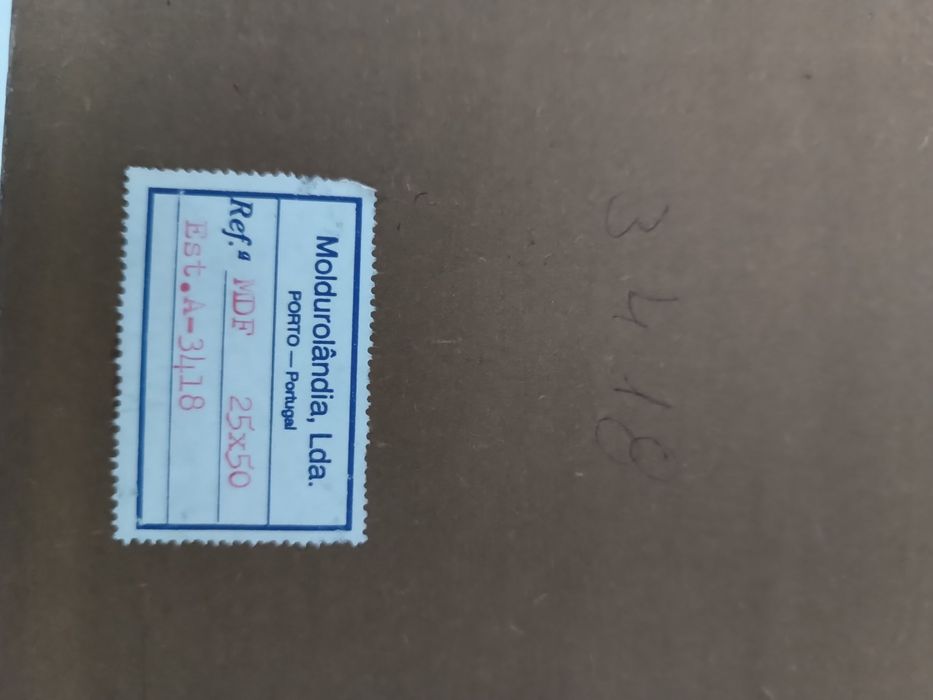 Moldurolândia, Lda.
PORTO — Portugal
Ref.ª MDF 25x50
Est.A-3418
3418